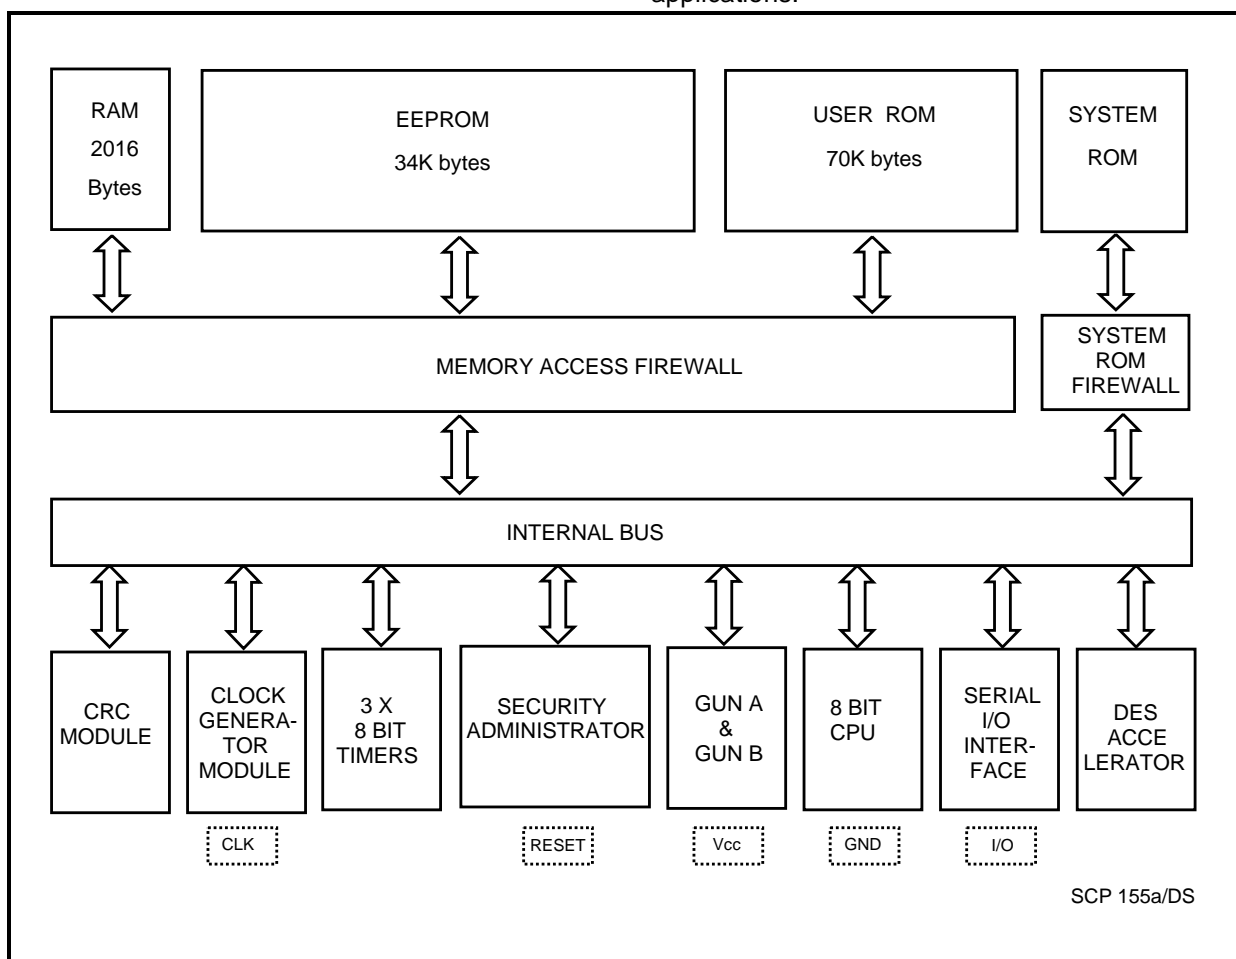 applications.
RAM
2016
Bytes
EEPROM
34K bytes
USER ROM
70K bytes
SYSTEM
ROM
MEMORY ACCESS FIREWALL
SYSTEM
ROM
FIREWALL
INTERNAL BUS
CRC
MODULE
CLOCK
GENERA-
TOR
MODULE
3 X
8 BIT
TIMERS
SECURITY
ADMINISTRATOR
GUN A
&
GUN B
8 BIT
CPU
SERIAL
I/O
INTER-
FACE
DES
ACCE
LERATOR
CLK
RESET
Vcc
GND
I/O
SCP 155a/DS